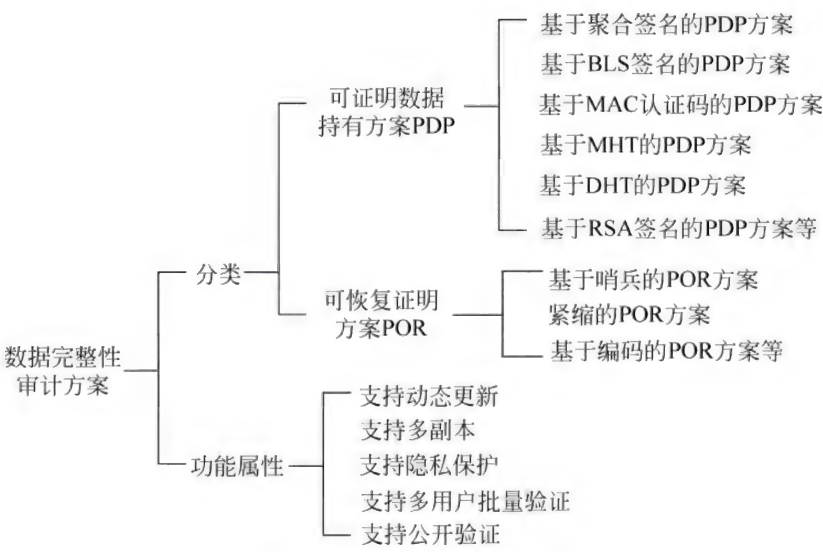 基于聚合签名的PDP方案
基于BLS签名的PDP方案
可证明数据
持有方案PDP
基于MAC认证码的PDP方案
基于MHT的PDP方案
基于DHT的PDP方案
基于RSA签名的PDP方案等
分类
基于哨兵的POR方案
可恢复证明
方案POR
紧缩的POR方案
基于编码的POR方案等
数据完整性
审计方案
支持动态更新
支持多副本
功能属性
支持隐私保护
支持多用户批量验证
支持公开验证